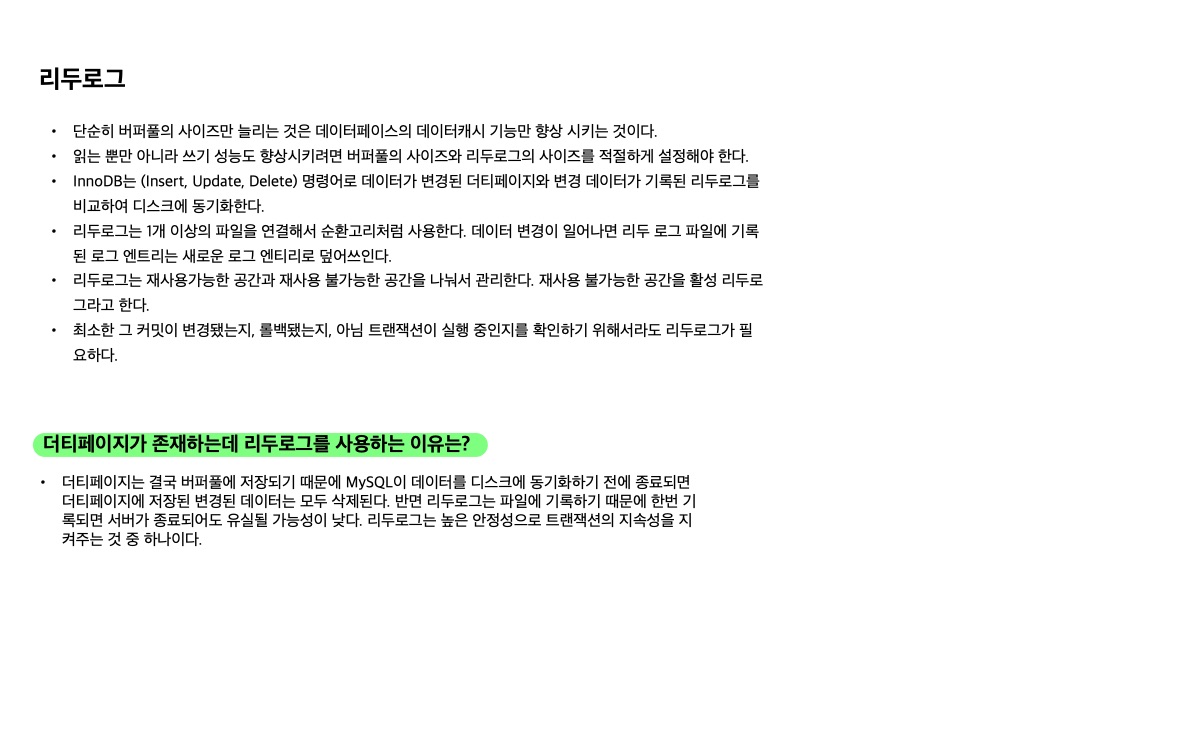 리두로그
• 단순히 버퍼풀의 사이즈만 늘리는 것은 데이터페이스의 데이터캐시 기능만 향상 시키는 것이다.
• 읽는 뿐만 아니라 쓰기 성능도 향상시키려면 버퍼풀의 사이즈와 리두로그의 사이즈를 적절하게 설정해야 한다.
• InnoDB는 (Insert, Update, Delete) 명령어로 데이터가 변경된 더티페이지와 변경 데이터가 기록된 리두로그를
비교하여 디스크에 동기화한다.
• 리두로그는 1개 이상의 파일을 연결해서 순환고리처럼 사용한다. 데이터 변경이 일어나면 리두 로그 파일에 기록
된 로그 엔트리는 새로운 로그 엔티리로 덮어쓰인다.
• 리두로그는 재사용가능한 공간과 재사용 불가능한 공간을 나눠서 관리한다. 재사용 불가능한 공간을 활성 리두로
그라고 한다.
• 최소한 그 커밋이 변경됐는지, 롤백됐는지, 아님 트랜잭션이 실행 중인지를 확인하기 위해서라도 리두로그가 필
요하다.
더티페이지가 존재하는데 리두로그를 사용하는 이유는?
• 더티페이지는 결국 버퍼풀에 저장되기 때문에 MySQL이 데이터를 디스크에 동기화하기 전에 종료되면
더티페이지에 저장된 변경된 데이터는 모두 삭제된다. 반면 리두로그는 파일에 기록하기 때문에 한번 기
록되면 서버가 종료되어도 유실될 가능성이 낮다. 리두로그는 높은 안정성으로 트랜잭션의 지속성을 지
켜주는 것 중 하나이다.